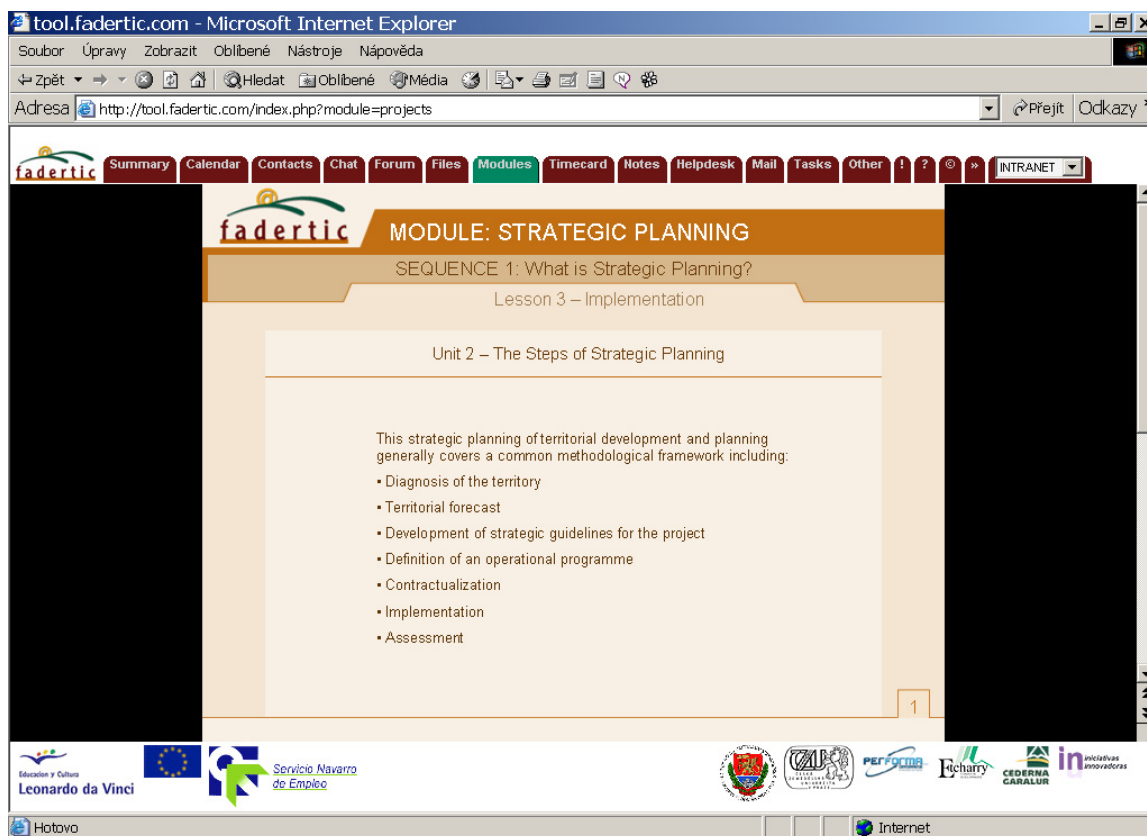 tool.fadertic.com - Microsoft Internet Explorer
Soubor Úpravy Zobrazit Oblíbené Nástroje Nápověda
Zpět Hledat Oblíbené Média
Adresa http://tool.fadertic.com/index.php?module=projects Přejít Odkazy
fadertic Summary Calendar Contacts Chat Forum Files Modules Timecard Notes Helpdesk Mail Tasks Other ! ? © » INTRANET
fadertic MODULE: STRATEGIC PLANNING
SEQUENCE 1: What is Strategic Planning?
Lesson 3 – Implementation
Unit 2 – The Steps of Strategic Planning
This strategic planning of territorial development and planning
generally covers a common methodological framework including:
▪ Diagnosis of the territory
▪ Territorial forecast
▪ Development of strategic guidelines for the project
▪ Definition of an operational programme
▪ Contractualization
▪ Implementation
▪ Assessment
1
Educacion y Cultura
Leonardo da Vinci
Servicio Navarro
de Empleo
CZU
PERFORMA
Etcharry
CEDERNA
GARALUR
in iniciativas
innovadoras
Hotovo Internet